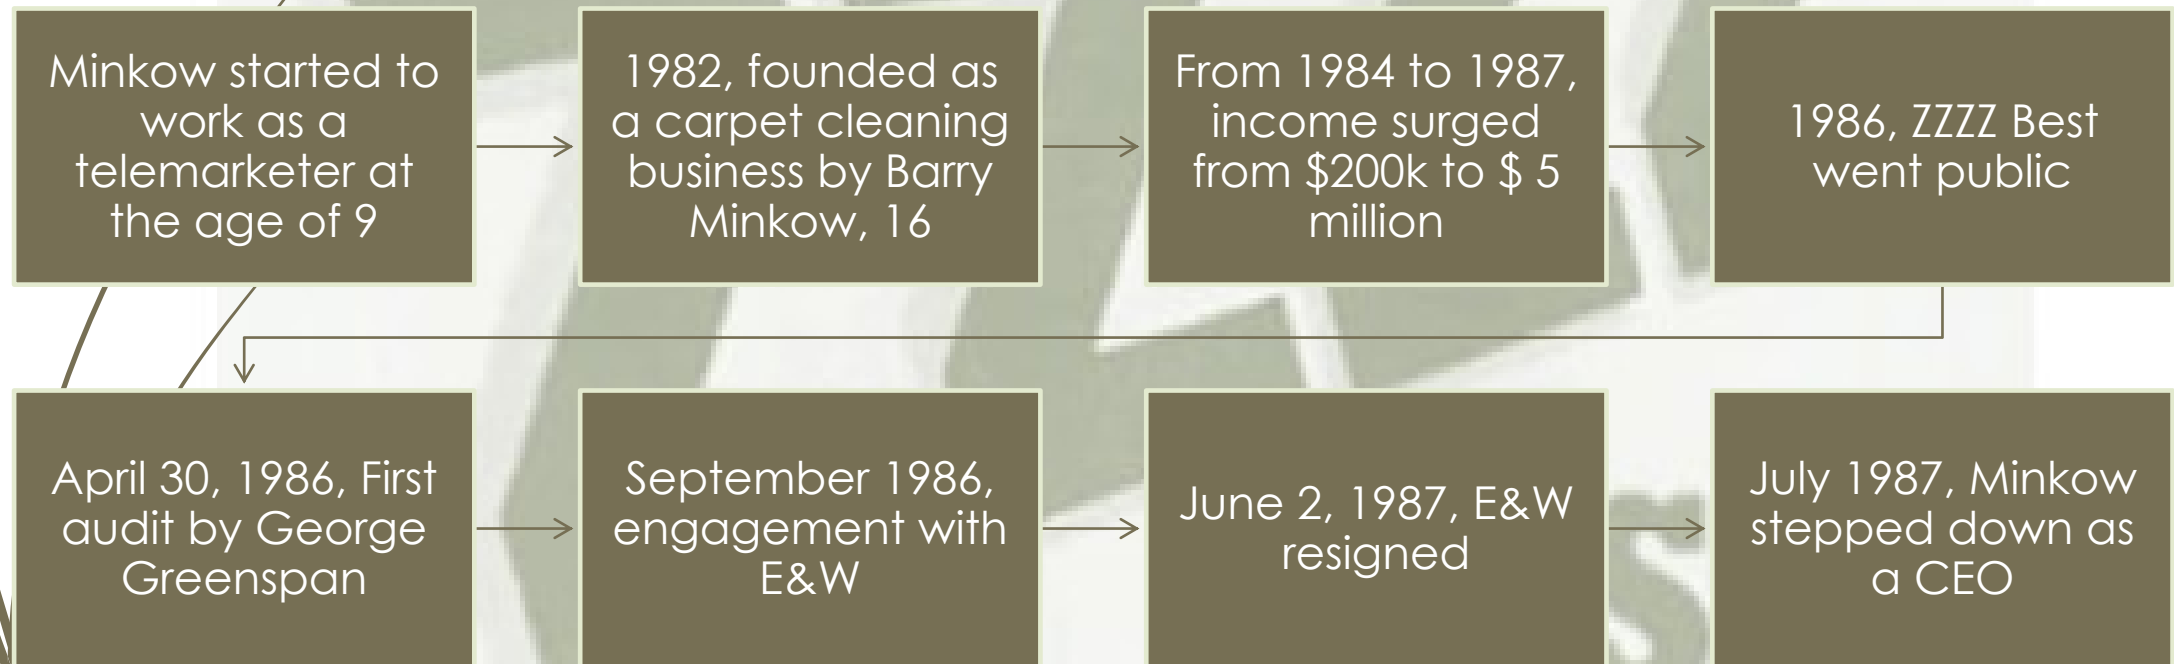 Minkow started to
work as a
telemarketer at
the age of 9
1982, founded as
a carpet cleaning
business by Barry
Minkow, 16
From 1984 to 1987,
income surged
from $200k to $ 5
million
1986, ZZZZ Best
went public
April 30, 1986, First
audit by George
Greenspan
September 1986,
engagement with
E&W
June 2, 1987, E&W
resigned
July 1987, Minkow
stepped down as
a CEO